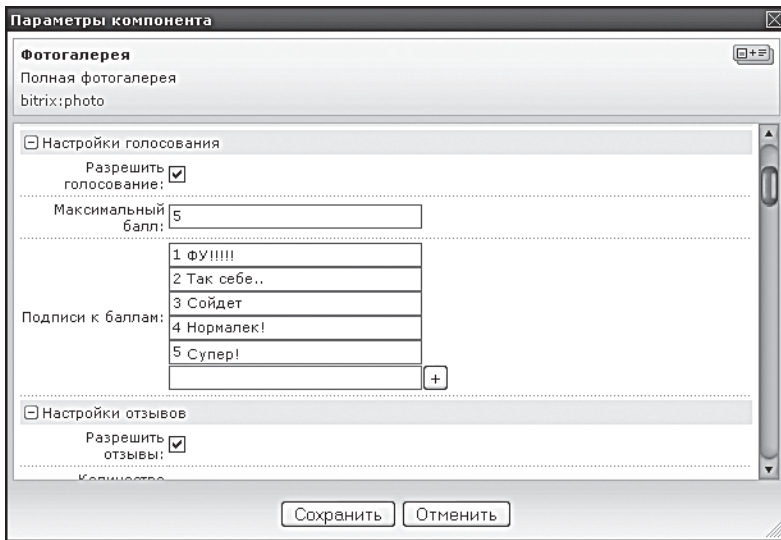 Параметры компонента
Фотогалерея
Полная фотогалерея
bitrix:photo
Настройки голосования
Разрешить
голосование:
Максимальный
балл:
5
Подписи к баллам:
1 ФУ!!!!!
2 Так себе..
3 Сойдет
4 Нормалек!
5 Супер!
+
Настройки отзывов
Разрешить
отзывы:
Количество
Сохранить
Отменить